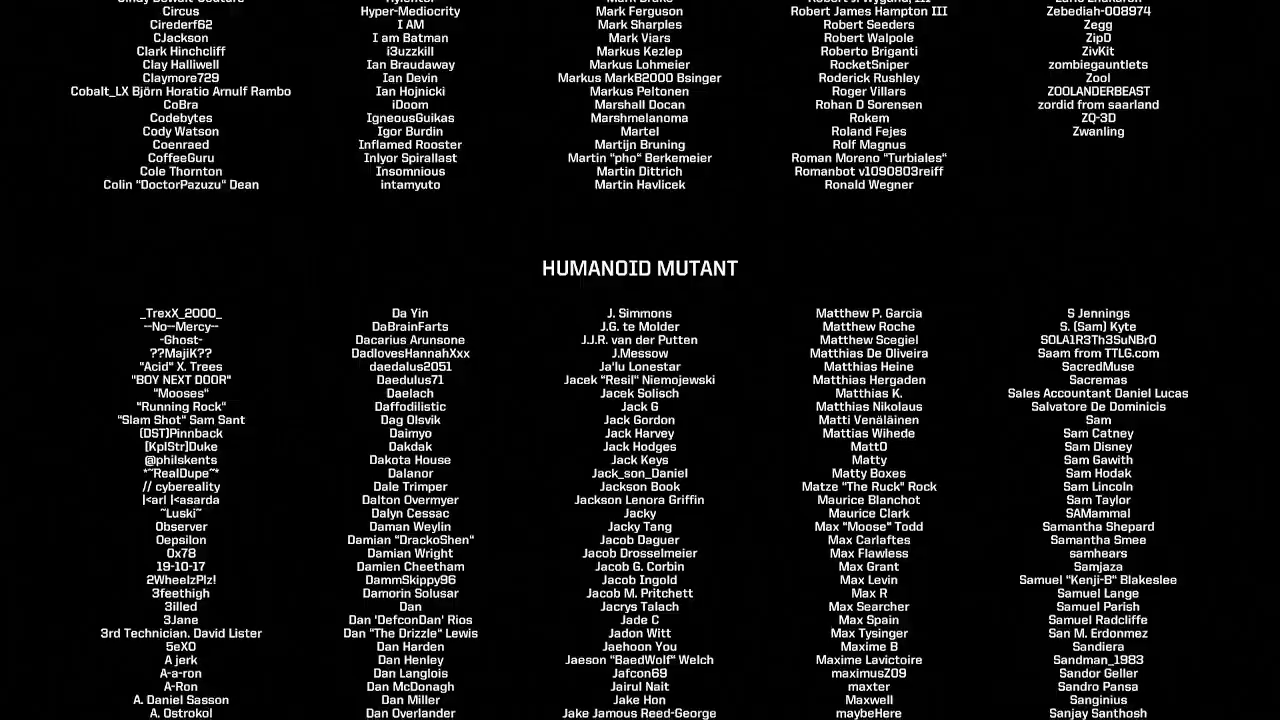 Circus
Cirederf62
CJackson
Clark Hinchcliff
Clay Halliwell
Claymore729
Cobalt_LX Björn Horatio Arnulf Rambo
CoBra
Codebytes
Cody Watson
Coenraed
CoffeeGuru
Cole Thornton
Colin "DoctorPazuzu" Dean
Hyper-Mediocrity
I AM
I am Batman
i3uzzkill
Ian Braudaway
Ian Devin
Ian Hojnicki
iDoom
IgneousGuikas
Igor Burdin
Inflamed Rooster
Inlyor Spirallast
Insomnious
intamyuto
Mark Ferguson
Mark Sharples
Mark Viars
Markus Kezlep
Markus Lohmeier
Markus MarkB2000 Bsinger
Markus Peltonen
Marshall Docan
Marshmelanoma
Martel
Martijn Bruning
Martin "pho" Berkemeier
Martin Dittrich
Martin Havlicek
Robert James Hampton III
Robert Seeders
Robert Walpole
Roberto Briganti
RocketSniper
Roderick Rushley
Roger Villars
Rohan D Sorensen
Rokem
Roland Fejes
Rolf Magnus
Roman Moreno "Turbiales"
Romanbot v1090803reiff
Ronald Wegner
Zebediah-008974
Zegg
ZipD
ZivKit
zombiegauntlets
Zool
ZOOLANDERBEAST
zordid from saarland
ZQ-3D
Zwanling
HUMANOID MUTANT
_TrexX_2000_
--No--Mercy--
-Ghost-
??MajiK??
"Acid" X. Trees
"BOY NEXT DOOR"
"Mooses"
"Running Rock"
"Slam Shot" Sam Sant
[DST]Pinnback
[KplStr]Duke
@philskents
*~RealDupe~*
// cybereality
|<arl |<asarda
~Luski~
0bserver
0epsilon
0x78
19-10-17
2WheelzPlz!
3feethigh
3illed
3Jane
3rd Technician. David Lister
5eXO
A jerk
A-a-ron
A-Ron
A. Daniel Sasson
A. Ostrokol
Da Yin
DaBrainFarts
Dacarius Arunsone
DadlovesHannahXxx
daedalus2051
Daedulus71
Daelach
Daffodilistic
Dag Olsvik
Daimyo
Dakdak
Dakota House
Dalanor
Dale Trimper
Dalton Overmyer
Dalyn Cessac
Daman Weylin
Damian "DrackoShen"
Damian Wright
Damien Cheetham
DammSkippy96
Damorin Solusar
Dan
Dan 'DefconDan' Rios
Dan "The Drizzle" Lewis
Dan Harden
Dan Henley
Dan Langlois
Dan McDonagh
Dan Miller
Dan Overlander
J. Simmons
J.G. te Molder
J.J.R. van der Putten
J.Messow
Ja'lu Lonestar
Jacek "Resil" Niemojewski
Jacek Solisch
Jack G
Jack Gordon
Jack Harvey
Jack Hodges
Jack Keys
Jack_son_Daniel
Jackson Book
Jackson Lenora Griffin
Jacky
Jacky Tang
Jacob Daguer
Jacob Drosselmeier
Jacob G. Corbin
Jacob Ingold
Jacob M. Pritchett
Jacrys Talach
Jade C
Jadon Witt
Jaehoon You
Jaeson "BaedWolf" Welch
Jafcon69
Jairul Nait
Jake Hon
Jake Jamous Reed-George
Matthew P. Garcia
Matthew Roche
Matthew Scegiel
Matthias De Oliveira
Matthias Heine
Matthias Hergaden
Matthias K.
Matthias Nikolaus
Matti Venäläinen
Mattias Wihede
MattO
Matty
Matty Boxes
Matze "The Ruck" Rock
Maurice Blanchot
Maurice Clark
Max "Moose" Todd
Max Carlaftes
Max Flawless
Max Grant
Max Levin
Max R
Max Searcher
Max Spain
Max Tysinger
Maxime B
Maxime Lavictoire
maximusZ09
maxter
Maxwell
maybeHere
S Jennings
S. (Sam) Kyte
S0LA1R3Th3SuNBr0
Saam from TTLG.com
SacredMuse
Sacremas
Sales Accountant Daniel Lucas
Salvatore De Dominicis
Sam
Sam Catney
Sam Disney
Sam Gawith
Sam Hodak
Sam Lincoln
Sam Taylor
SAMammal
Samantha Shepard
Samantha Smee
samhears
Samjaza
Samuel "Kenji-B" Blakeslee
Samuel Lange
Samuel Parish
Samuel Radcliffe
San M. Erdonmez
Sandiera
Sandman_1983
Sandor Geller
Sandro Pansa
Sanginius
Sanjay Santhosh